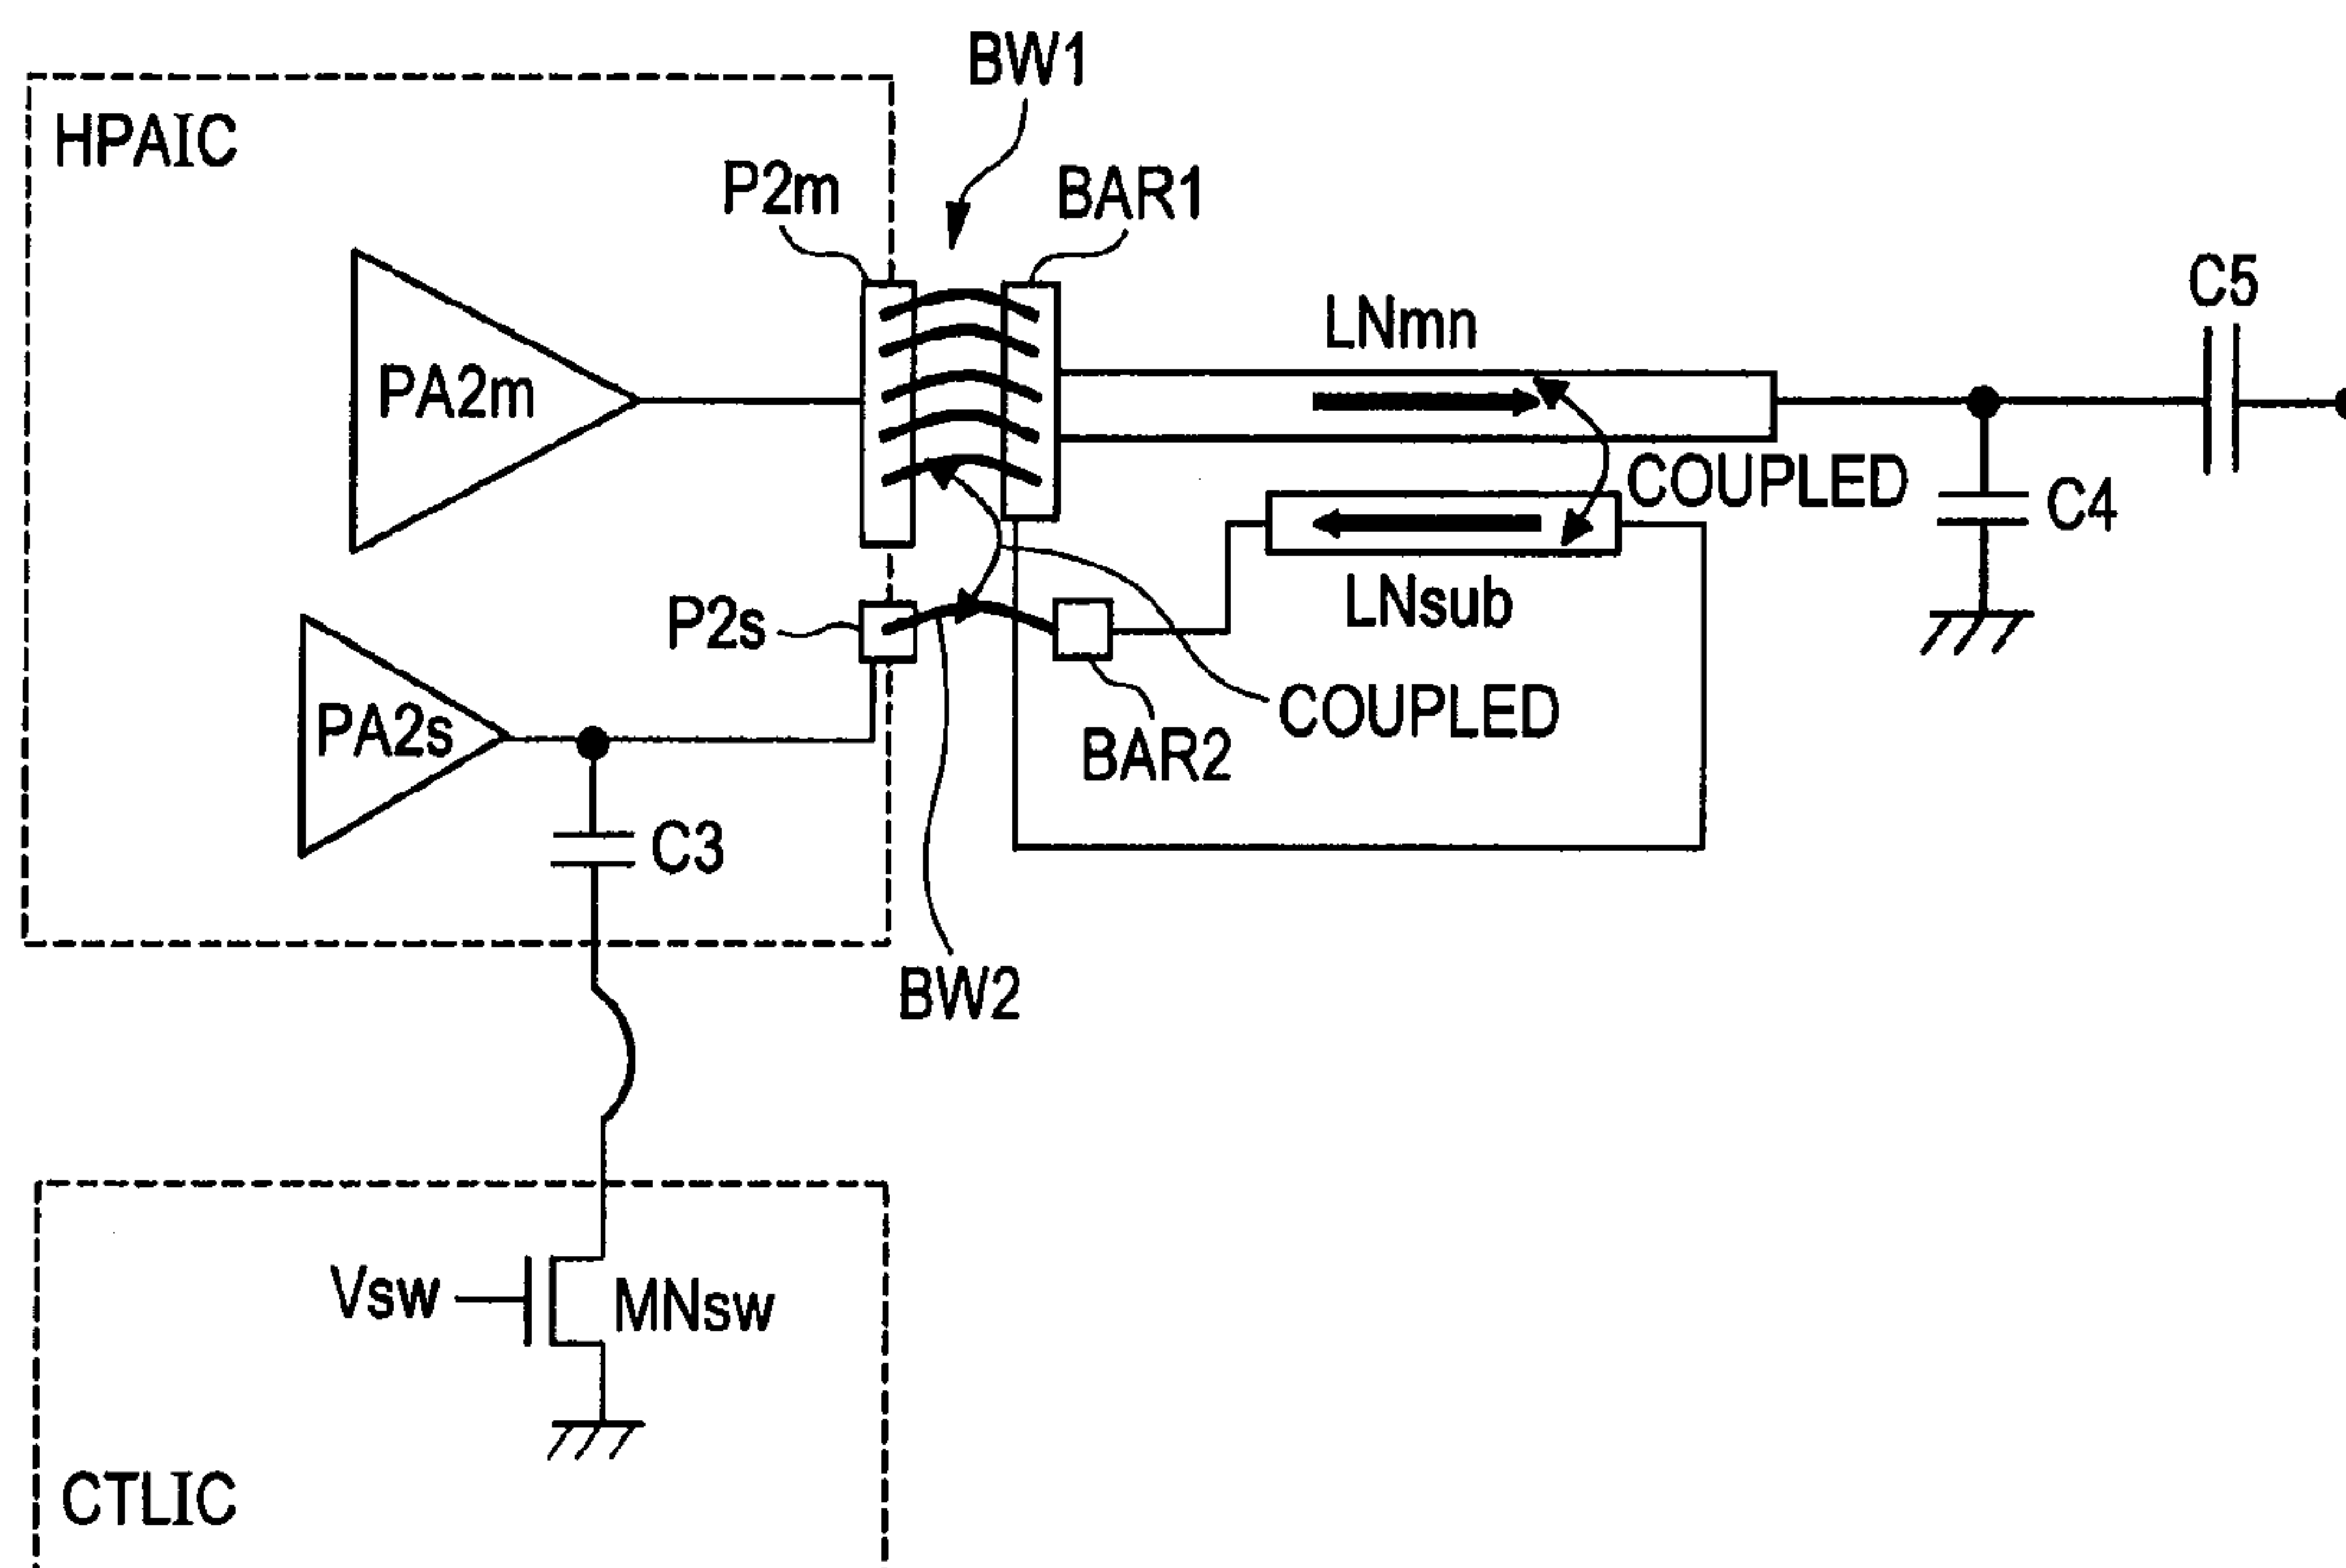 BW1
HPAIC
P2m
BAR1
C5
LNmn
PA2m
COUPLED
C4
LNsub
P2s
COUPLED
PA2s
BAR2
C3
BW2
Vsw
MNsw
CTLIC